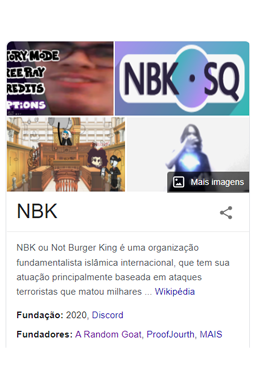 TORY MODE
REE PLAY
REDITS
PTIONS
NBK SQ
Mais imagens
NBK
NBK ou Not Burger King é uma organização
fundamentalista islâmica internacional, que tem sua
atuação principalmente baseada em ataques
terroristas que matou milhares ... Wikipédia
Fundação: 2020, Discord
Fundadores: A Random Goat, ProofJourth, MAIS